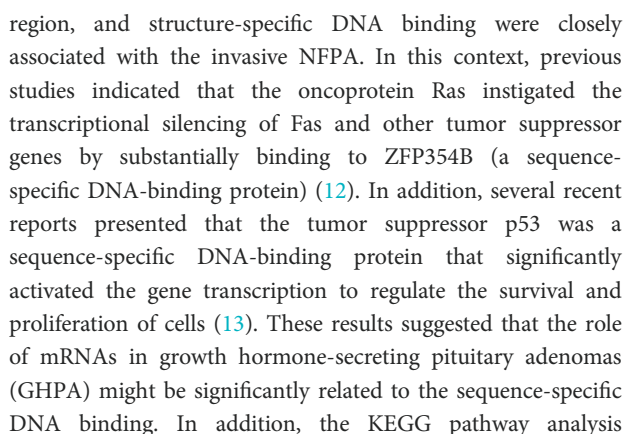 region, and structure-specific DNA binding were closely
associated with the invasive NFPA. In this context, previous
studies indicated that the oncoprotein Ras instigated the
transcriptional silencing of Fas and other tumor suppressor
genes by substantially binding to ZFP354B (a sequence-
specific DNA-binding protein) (12). In addition, several recent
reports presented that the tumor suppressor p53 was a
sequence-specific DNA-binding protein that significantly
activated the gene transcription to regulate the survival and
proliferation of cells (13). These results suggested that the role
of mRNAs in growth hormone-secreting pituitary adenomas
(GHPA) might be significantly related to the sequence-specific
DNA binding. In addition, the KEGG pathway analysis